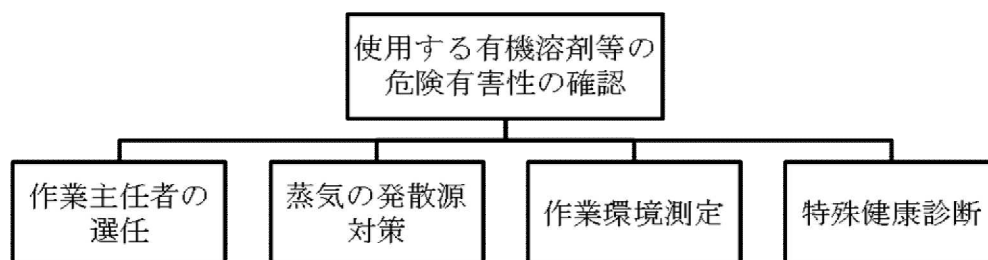 使用する有機溶剤等の
危険有害性の確認
作業主任者の
選任
蒸気の発散源
対策
作業環境測定
特殊健康診断